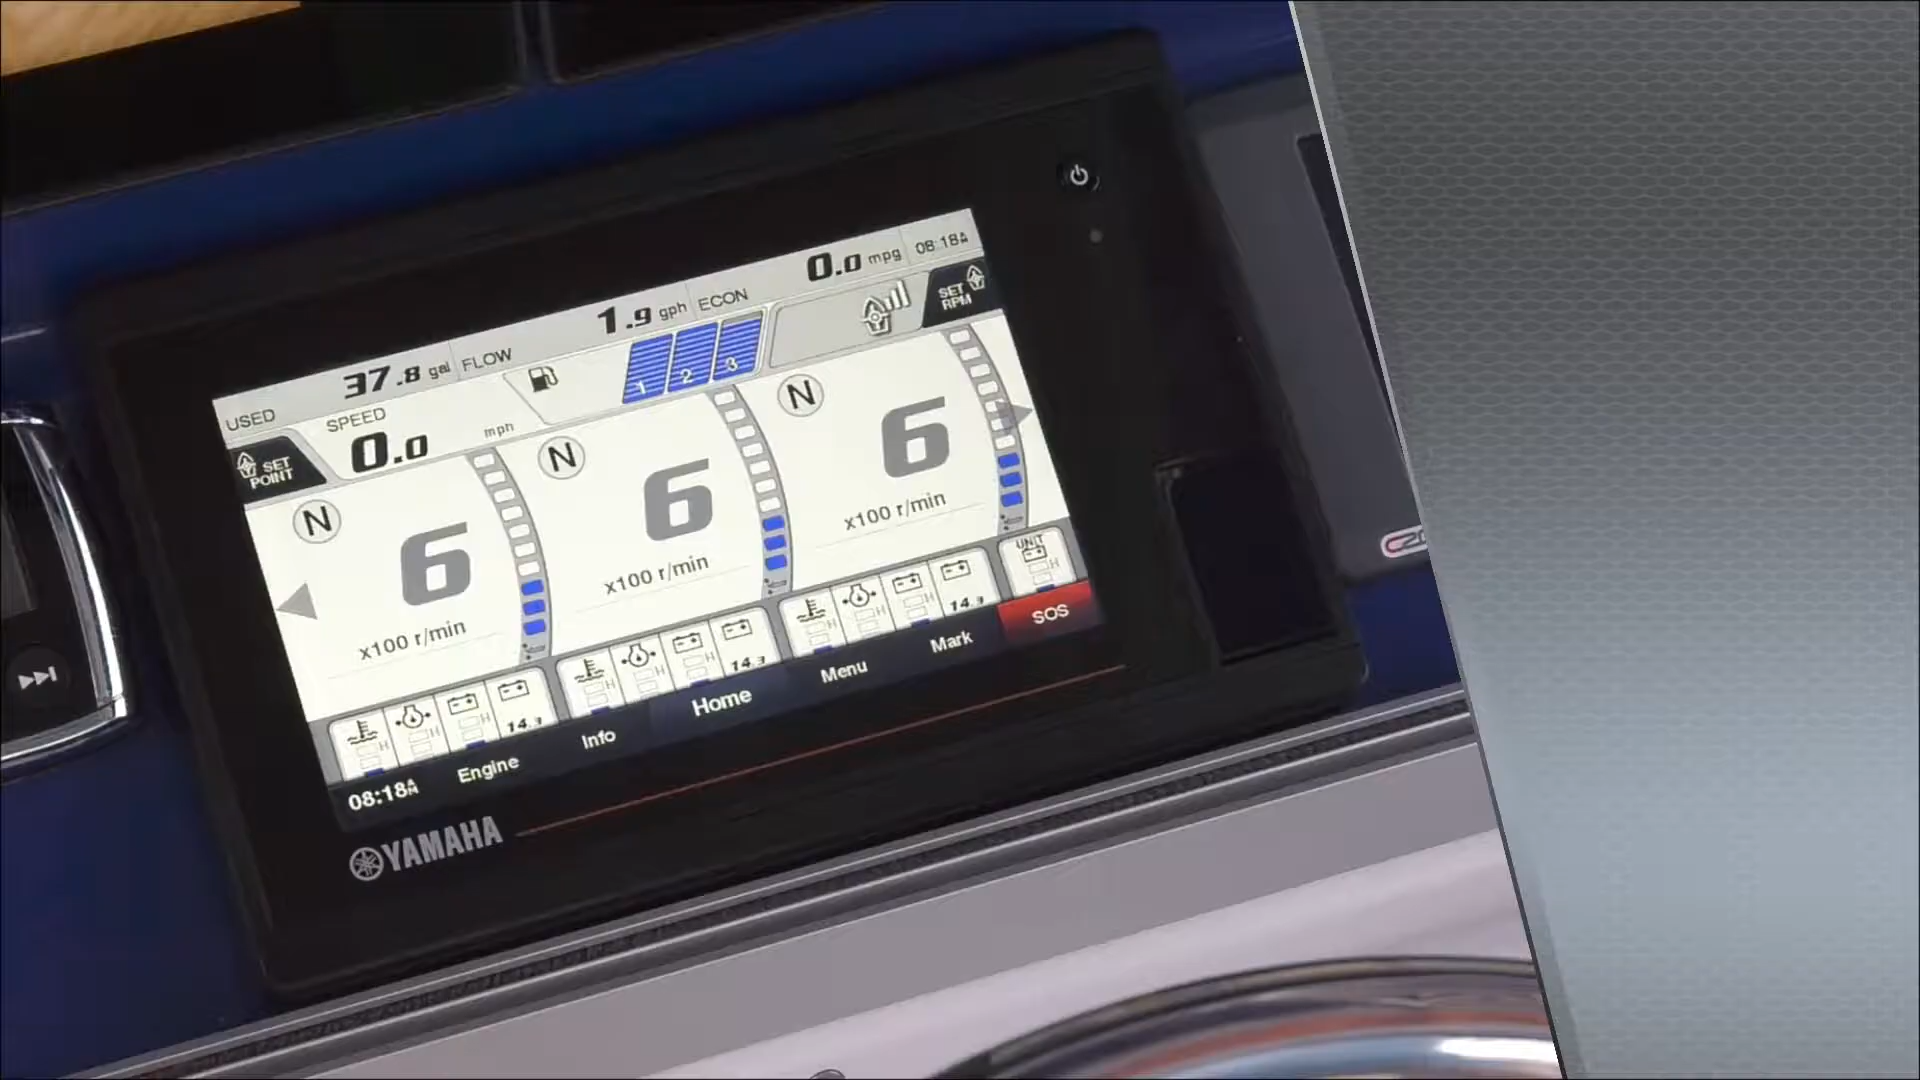 USED 37.8 gal FLOW 1.9 gph ECON 0.0 mpg 08:18A
SET POINT
SPEED
0.0 mph
1 2 3
SET RPM
N 6 x100 r/min
N 6 x100 r/min
N 6 x100 r/min
H H 14.3
H H 14.3
H H 14.3
UNIT
H
08:18A Engine Info Home Menu Mark SOS
YAMAHA